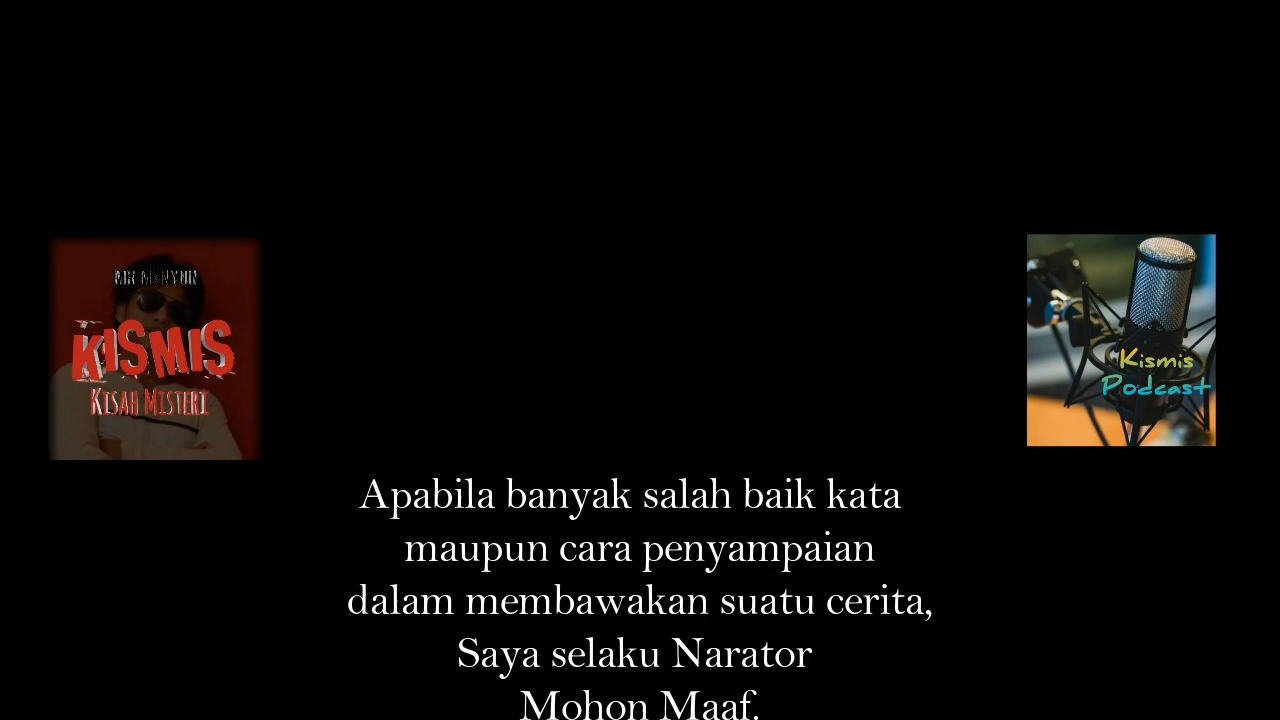 KISMIS
KISAH MISTERI
Kismis
Podcast
Apabila banyak salah baik kata
maupun cara penyampaian
dalam membawakan suatu cerita,
Saya selaku Narator
Mohon Maaf.